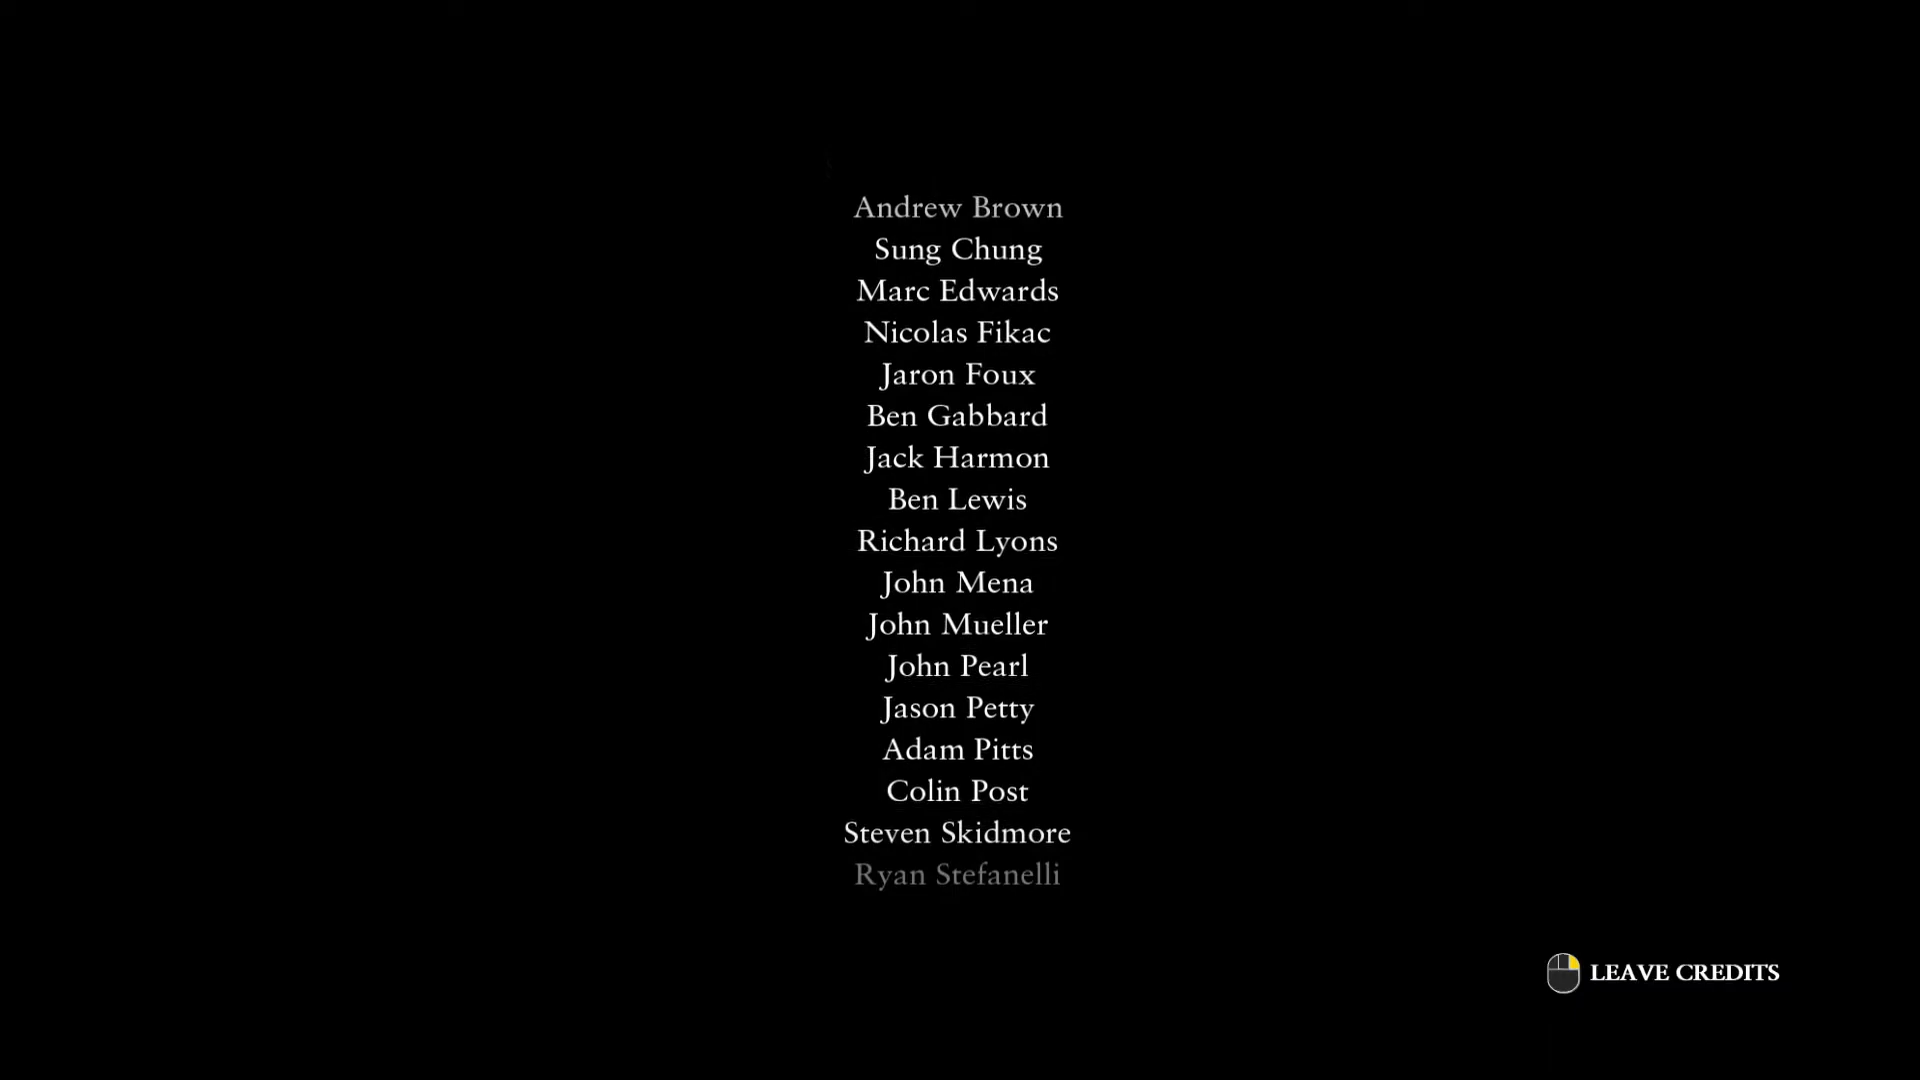 Andrew Brown
Sung Chung
Marc Edwards
Nicolas Fikac
Jaron Foux
Ben Gabbard
Jack Harmon
Ben Lewis
Richard Lyons
John Mena
John Mueller
John Pearl
Jason Petty
Adam Pitts
Colin Post
Steven Skidmore
Ryan Stefanelli
LEAVE CREDITS